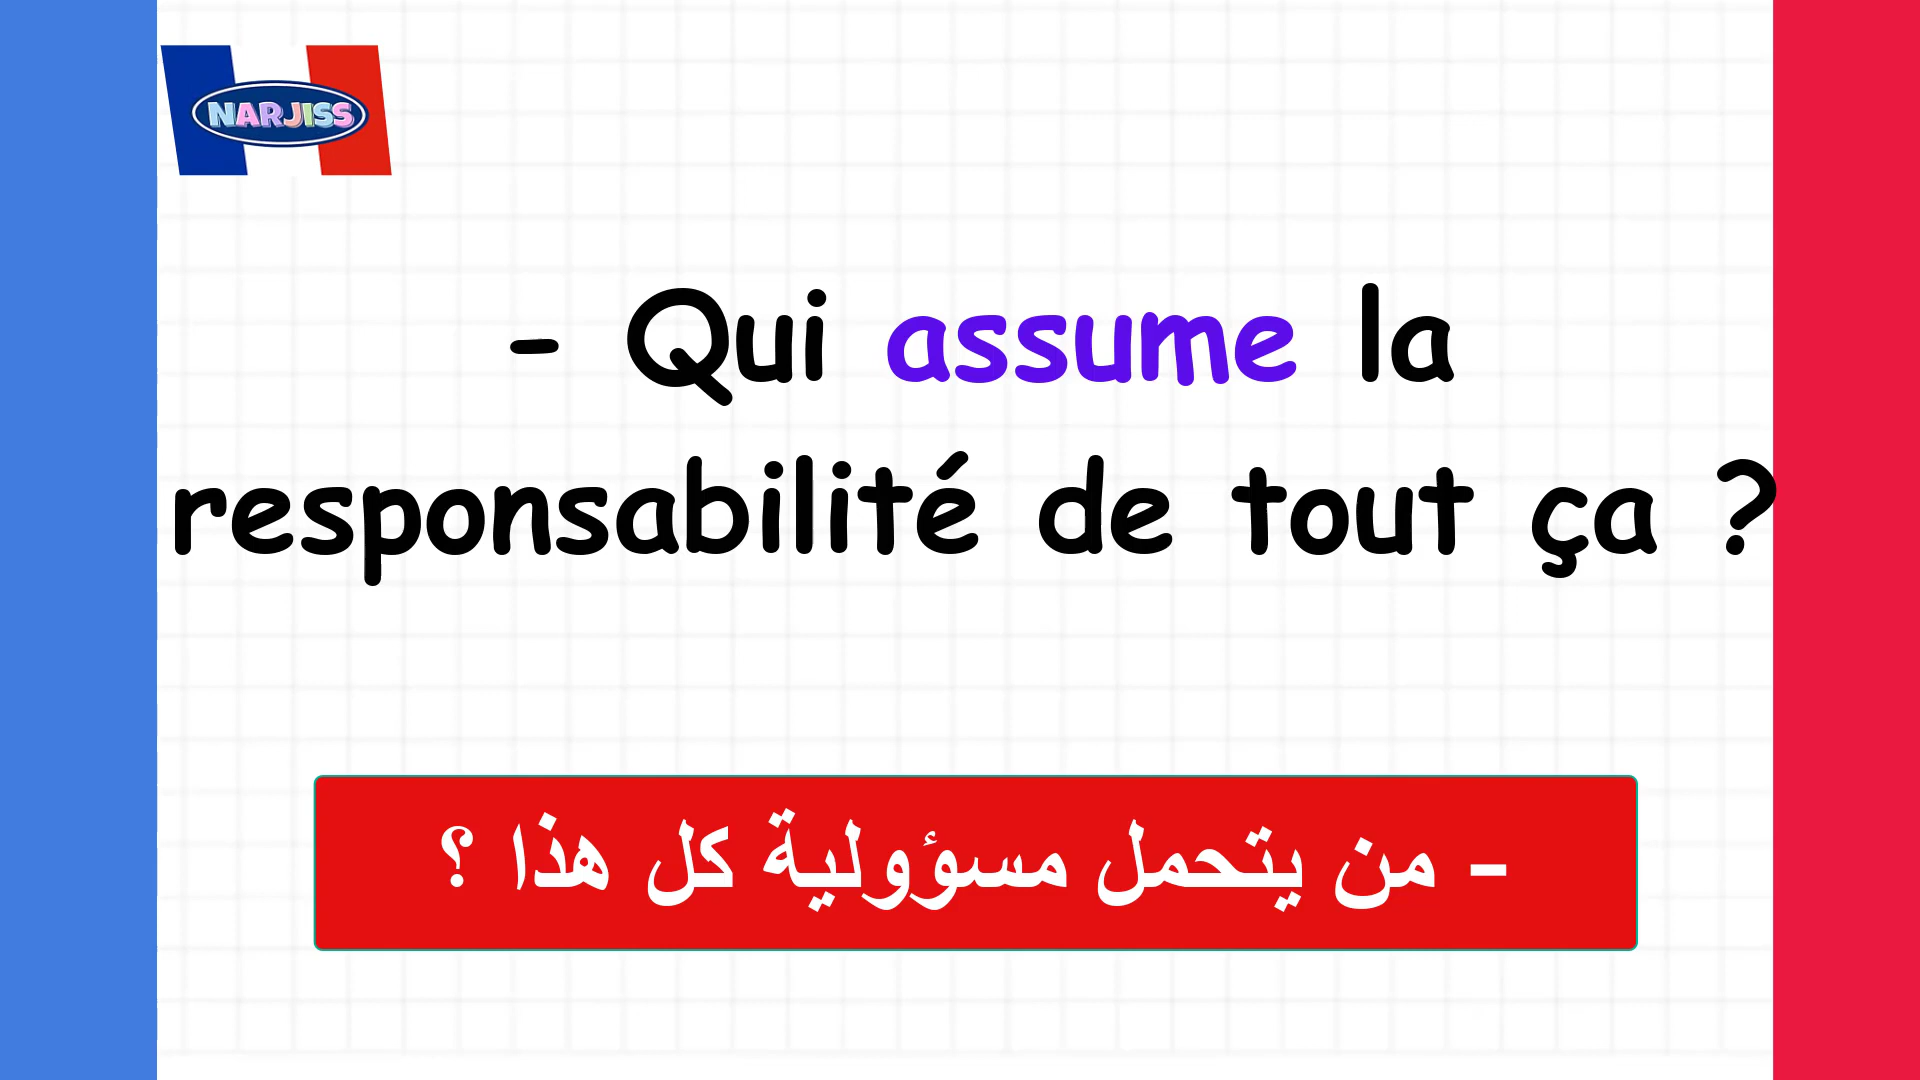 NARJISS
- Qui assume la
responsabilité de tout ça ?
- من يتحمل مسؤولية كل هذا ؟